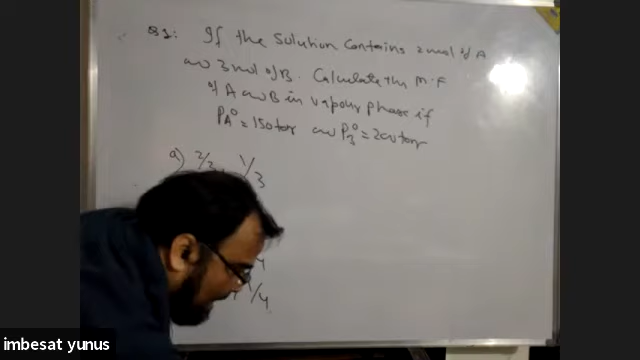 Q2: If the Solution Contains 2 mol of A
and 3 mol of B. Calculate the M.F
of A and B in vapour phase if
PA° = 150 torr and PB° = 200 torr
a) 2/3 1/3
1/4
imbesat yunus